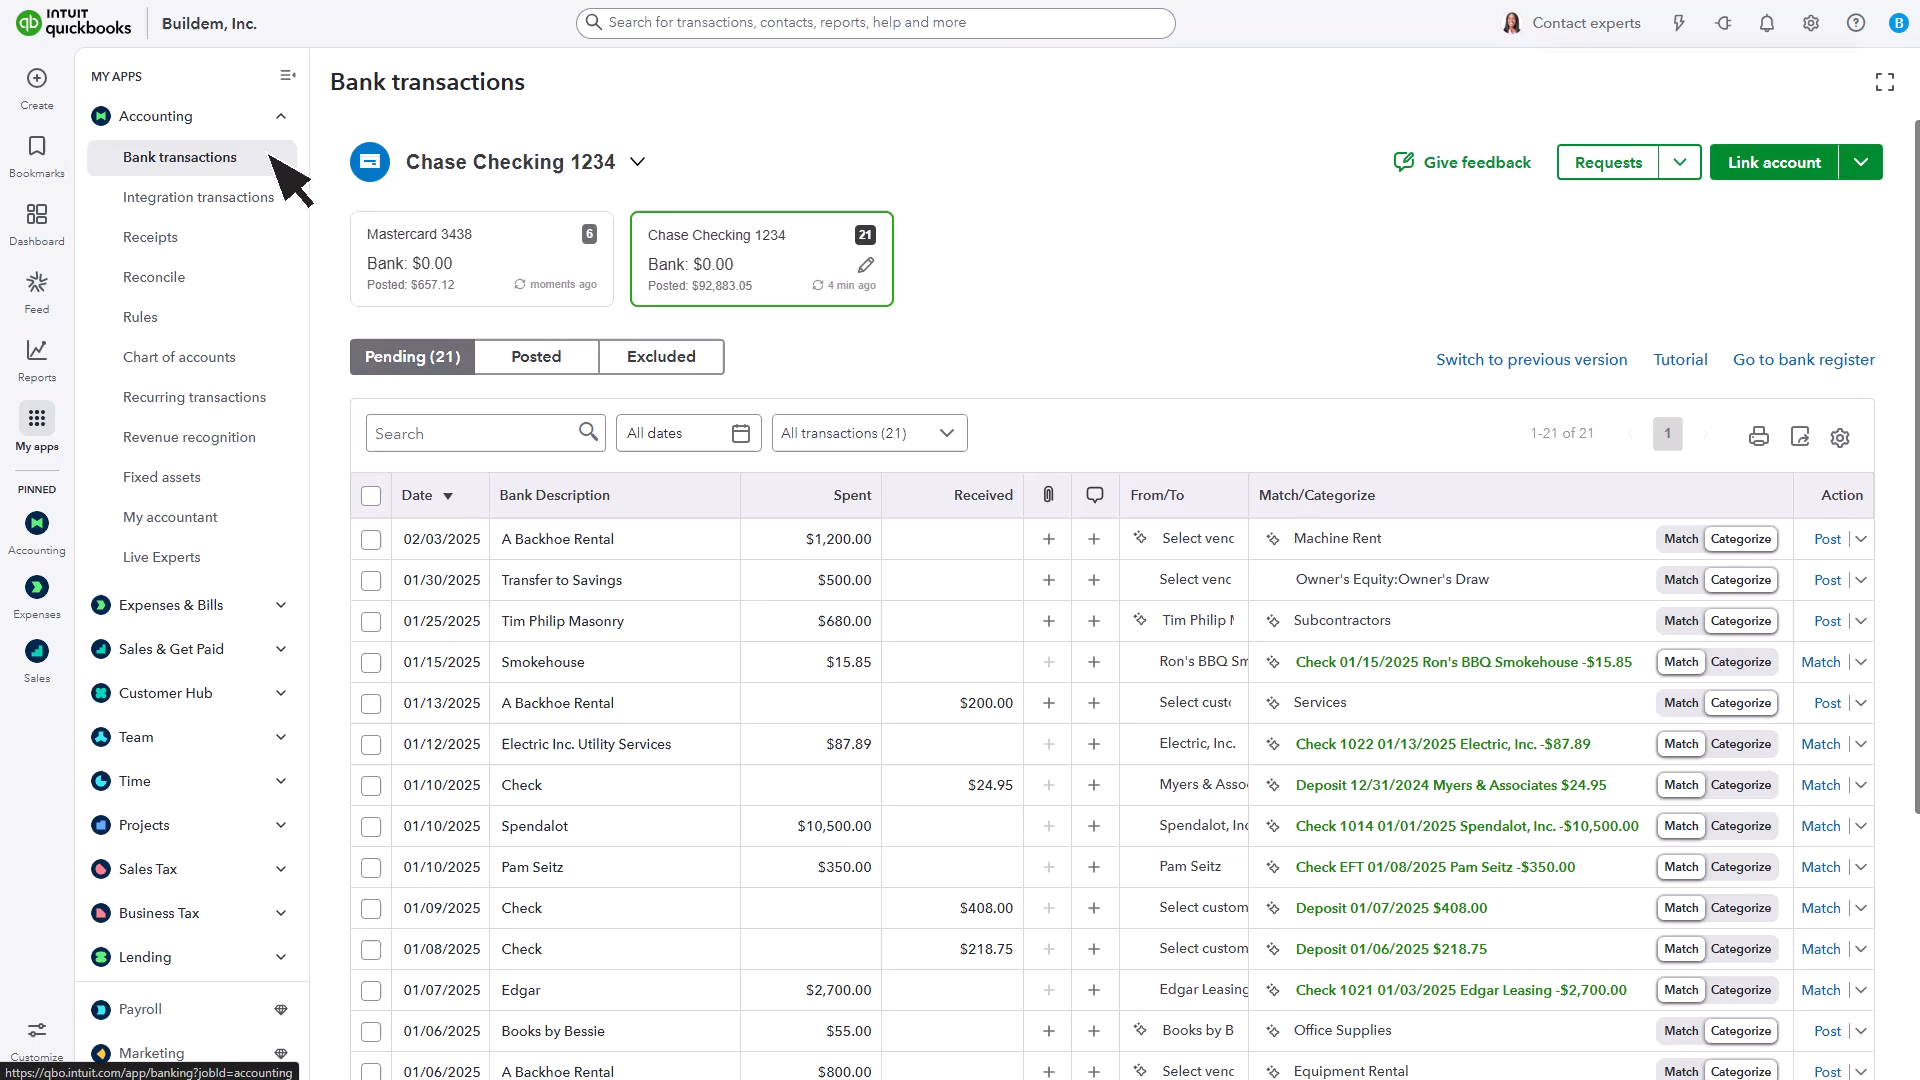 INTUIT
quickbooks
Buildem, Inc.
Search for transactions, contacts, reports, help and more
Contact experts
B
Create
Bookmarks
Dashboard
Feed
Reports
My apps
PINNED
Accounting
Expenses
Sales
Customize
MY APPS
Accounting
Bank transactions
Integration transactions
Receipts
Reconcile
Rules
Chart of accounts
Recurring transactions
Revenue recognition
Fixed assets
My accountant
Live Experts
Expenses & Bills
Sales & Get Paid
Customer Hub
Team
Time
Projects
Sales Tax
Business Tax
Lending
Payroll
Marketing
https://qbo.intuit.com/app/banking?jobId=accounting
Bank transactions
Chase Checking 1234
Give feedback
Requests
Link account
Mastercard 3438 6
Bank: $0.00
Posted: $657.12 moments ago
Chase Checking 1234 21
Bank: $0.00
Posted: $92,883.05 4 min ago
Pending (21) Posted Excluded
Switch to previous version Tutorial Go to bank register
Search All dates All transactions (21) 1-21 of 21 1
Date Bank Description Spent Received From/To Match/Categorize Action
02/03/2025 A Backhoe Rental $1,200.00 Select venc Machine Rent Match Categorize Post
01/30/2025 Transfer to Savings $500.00 Select venc Owner's Equity:Owner's Draw Match Categorize Post
01/25/2025 Tim Philip Masonry $680.00 Tim Philip Subcontractors Match Categorize Post
01/15/2025 Smokehouse $15.85 Ron's BBQ Sm Check 01/15/2025 Ron's BBQ Smokehouse -$15.85 Match Categorize Match
01/13/2025 A Backhoe Rental $200.00 Select custo Services Match Categorize Post
01/12/2025 Electric Inc. Utility Services $87.89 Electric, Inc. Check 1022 01/13/2025 Electric, Inc. -$87.89 Match Categorize Match
01/10/2025 Check $24.95 Myers & Asso Deposit 12/31/2024 Myers & Associates $24.95 Match Categorize Match
01/10/2025 Spendalot $10,500.00 Spendalot, Inc Check 1014 01/01/2025 Spendalot, Inc. -$10,500.00 Match Categorize Match
01/10/2025 Pam Seitz $350.00 Pam Seitz Check EFT 01/08/2025 Pam Seitz -$350.00 Match Categorize Match
01/09/2025 Check $408.00 Select custom Deposit 01/07/2025 $408.00 Match Categorize Match
01/08/2025 Check $218.75 Select custom Deposit 01/06/2025 $218.75 Match Categorize Match
01/07/2025 Edgar $2,700.00 Edgar Leasing Check 1021 01/03/2025 Edgar Leasing -$2,700.00 Match Categorize Match
01/06/2025 Books by Bessie $55.00 Books by B Office Supplies Match Categorize Post
01/06/2025 A Backhoe Rental $800.00 Select venc Equipment Rental Match Categorize Post